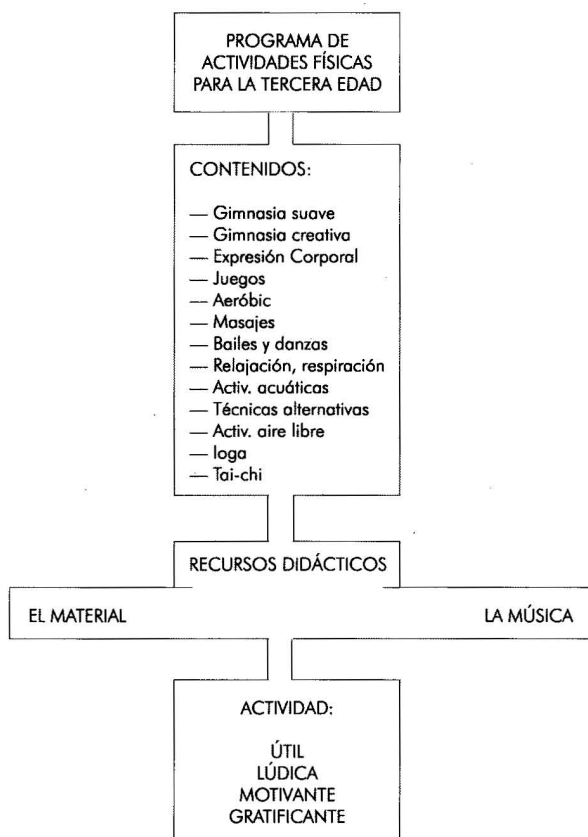 PROGRAMA DE
ACTIVIDADES FÍSICAS
PARA LA TERCERA EDAD
CONTENIDOS:
— Gimnasia suave
— Gimnasia creativa
— Expresión Corporal
— Juegos
— Aeróbic
— Masajes
— Bailes y danzas
— Relajación, respiración
— Activ. acuáticas
— Técnicas alternativas
— Activ. aire libre
— Ioga
— Tai-chi
RECURSOS DIDÁCTICOS
EL MATERIAL
LA MÚSICA
ACTIVIDAD:
ÚTIL
LÚDICA
MOTIVANTE
GRATIFICANTE